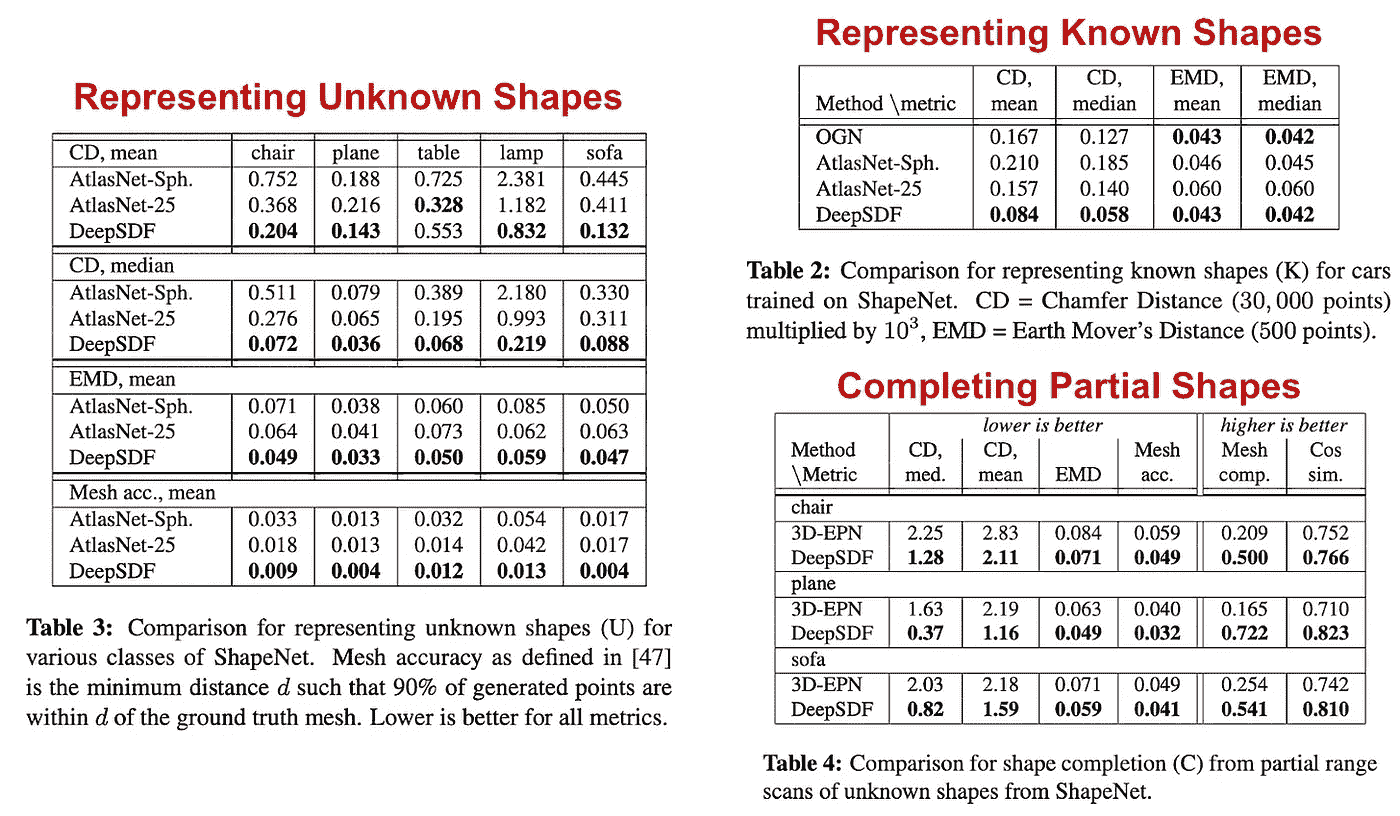 Representing Unknown Shapes
CD, mean chair plane table lamp sofa
AtlasNet-Sph. 0.752 0.188 0.725 2.381 0.445
AtlasNet-25 0.368 0.216 0.328 1.182 0.411
DeepSDF 0.204 0.143 0.553 0.832 0.132
CD, median
AtlasNet-Sph. 0.511 0.079 0.389 2.180 0.330
AtlasNet-25 0.276 0.065 0.195 0.993 0.311
DeepSDF 0.072 0.036 0.068 0.219 0.088
EMD, mean
AtlasNet-Sph. 0.071 0.038 0.060 0.085 0.050
AtlasNet-25 0.064 0.041 0.073 0.062 0.063
DeepSDF 0.049 0.033 0.050 0.059 0.047
Mesh acc., mean
AtlasNet-Sph. 0.033 0.013 0.032 0.054 0.017
AtlasNet-25 0.018 0.013 0.014 0.042 0.017
DeepSDF 0.009 0.004 0.012 0.013 0.004
Table 3: Comparison for representing unknown shapes (U) for
various classes of ShapeNet. Mesh accuracy as defined in [47]
is the minimum distance d such that 90% of generated points are
within d of the ground truth mesh. Lower is better for all metrics.
Representing Known Shapes
CD, CD, EMD, EMD,
Method \metric mean median mean median
OGN 0.167 0.127 0.043 0.042
AtlasNet-Sph. 0.210 0.185 0.046 0.045
AtlasNet-25 0.157 0.140 0.060 0.060
DeepSDF 0.084 0.058 0.043 0.042
Table 2: Comparison for representing known shapes (K) for cars
trained on ShapeNet. CD = Chamfer Distance (30, 000 points)
multiplied by 10³, EMD = Earth Mover's Distance (500 points).
Completing Partial Shapes
lower is better higher is better
Method CD, CD, Mesh Mesh Cos
\Metric med. mean EMD acc. comp. sim.
chair
3D-EPN 2.25 2.83 0.084 0.059 0.209 0.752
DeepSDF 1.28 2.11 0.071 0.049 0.500 0.766
plane
3D-EPN 1.63 2.19 0.063 0.040 0.165 0.710
DeepSDF 0.37 1.16 0.049 0.032 0.722 0.823
sofa
3D-EPN 2.03 2.18 0.071 0.049 0.254 0.742
DeepSDF 0.82 1.59 0.059 0.041 0.541 0.810
Table 4: Comparison for shape completion (C) from partial range
scans of unknown shapes from ShapeNet.